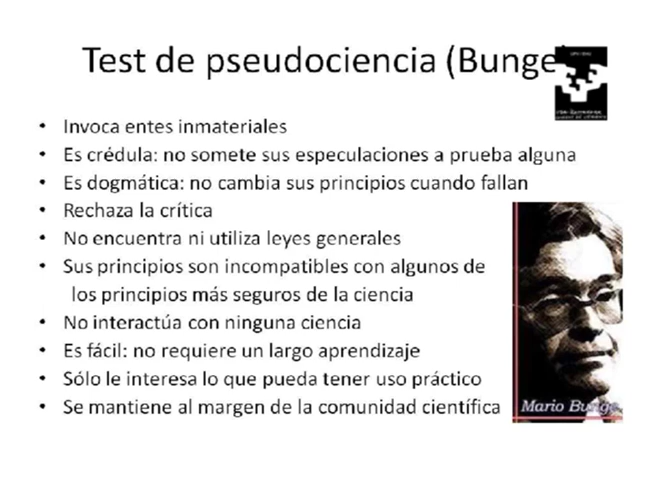 Test de pseudociencia (Bunge
• Invoca entes inmateriales
• Es crédula: no somete sus especulaciones a prueba alguna
• Es dogmática: no cambia sus principios cuando fallan
• Rechaza la crítica
• No encuentra ni utiliza leyes generales
• Sus principios son incompatibles con algunos de
los principios más seguros de la ciencia
• No interactúa con ninguna ciencia
• Es fácil: no requiere un largo aprendizaje
• Sólo le interesa lo que pueda tener uso práctico
• Se mantiene al margen de la comunidad científica
Mario Bunge